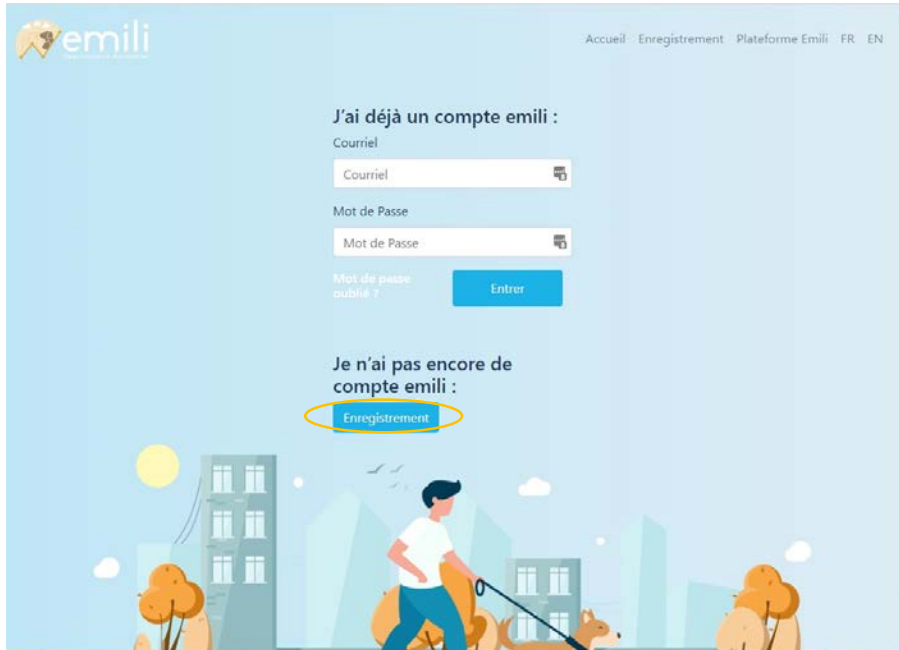 emili
Accueil Enregistrement Plateforme Emili FR EN
J'ai déjà un compte emili :
Courriel
Courriel
Mot de Passe
Mot de Passe
Mot de passe
oublié ?
Entrer
Je n'ai pas encore de
compte emili :
Enregistrement